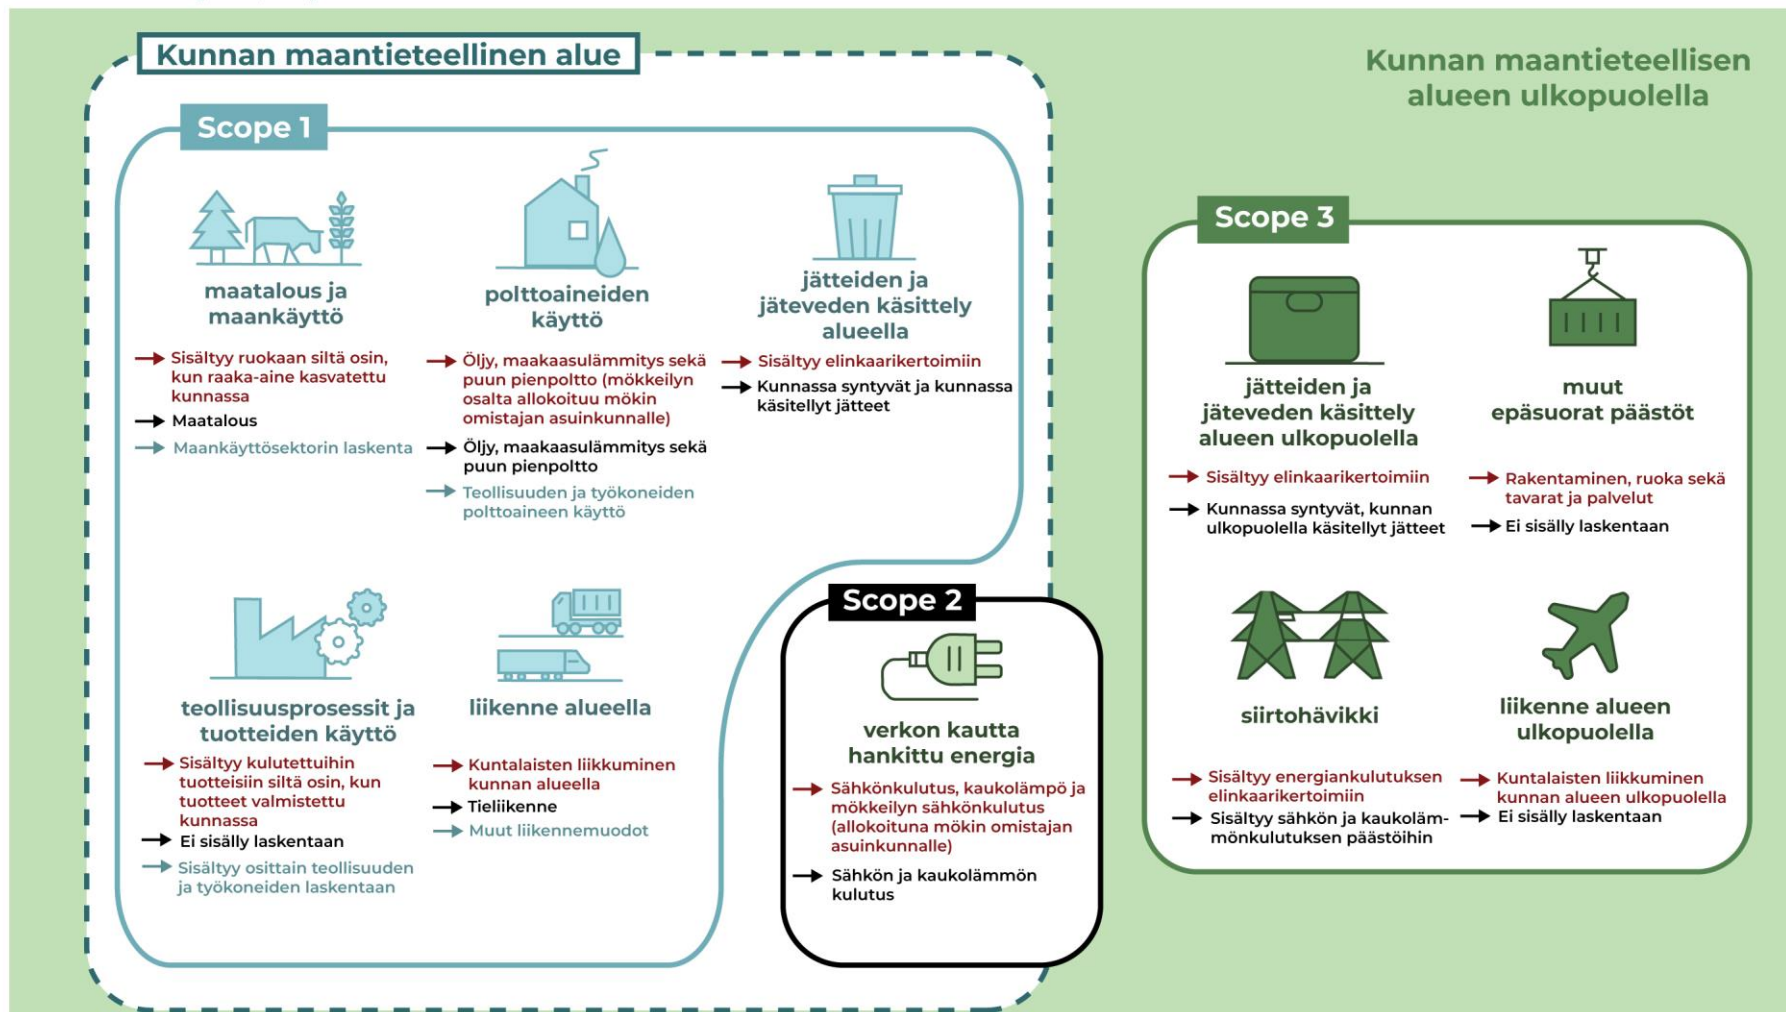 Kunnan maantieteellinen alue
Kunnan maantieteellisen
alueen ulkopuolella
Scope 1
maatalous ja
maankäyttö
Sisältyy ruokaan siltä osin,
kun raaka-aine kasvatettu
kunnassa
Maatalous
Maankäyttösektorin laskenta
polttoaineiden
käyttö
Öljy, maakaasulämmitys sekä
puun pienpoltto (mökkeilyn
osalta allokoituu mökin
omistajan asuinkunnalle)
Öljy, maakaasulämmitys sekä
puun pienpoltto
Teollisuuden ja työkoneiden
polttoaineen käyttö
jätteiden ja
jäteveden käsittely
alueella
Sisältyy elinkaarikertoimiin
Kunnassa syntyvät ja kunnassa
käsitellyt jätteet
teollisuusprosessit ja
tuotteiden käyttö
Sisältyy kulutettuihin
tuotteisiin siltä osin, kun
tuotteet valmistettu
kunnassa
Ei sisälly laskentaan
Sisältyy osittain teollisuuden
ja työkoneiden laskentaan
liikenne alueella
Kuntalaisten liikkuminen
kunnan alueella
Tieliikenne
Muut liikennemuodot
Scope 2
verkon kautta
hankittu energia
Sähkönkulutus, kaukolämpö ja
mökkeilyn sähkönkulutus
(allokoituna mökin omistajan
asuinkunnalle)
Sähkön ja kaukolämmön
kulutus
Scope 3
jätteiden ja
jäteveden käsittely
alueen ulkopuolella
Sisältyy elinkaarikertoimiin
Kunnassa syntyvät, kunnan
ulkopuolella käsitellyt jätteet
muut
epäsuorat päästöt
Rakentaminen, ruoka sekä
tavarat ja palvelut
Ei sisälly laskentaan
siirtohävikki
Sisältyy energiankulutuksen
elinkaarikertoimiin
Sisältyy sähkön ja kaukoläm-
mönkulutuksen päästöihin
liikenne alueen
ulkopuolella
Kuntalaisten liikkuminen
kunnan alueen ulkopuolella
Ei sisälly laskentaan